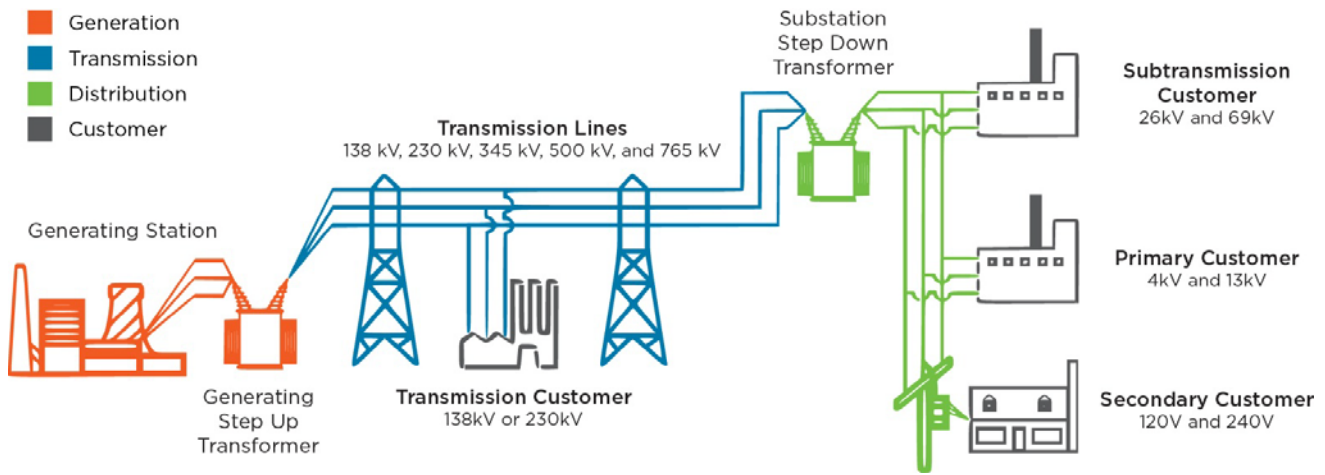 Generation
Transmission
Distribution
Customer
Generating Station
Generating
Step Up
Transformer
Transmission Lines
138 kV, 230 kV, 345 kV, 500 kV, and 765 kV
Transmission Customer
138kV or 230kV
Substation
Step Down
Transformer
Subtransmission
Customer
26kV and 69kV
Primary Customer
4kV and 13kV
Secondary Customer
120V and 240V